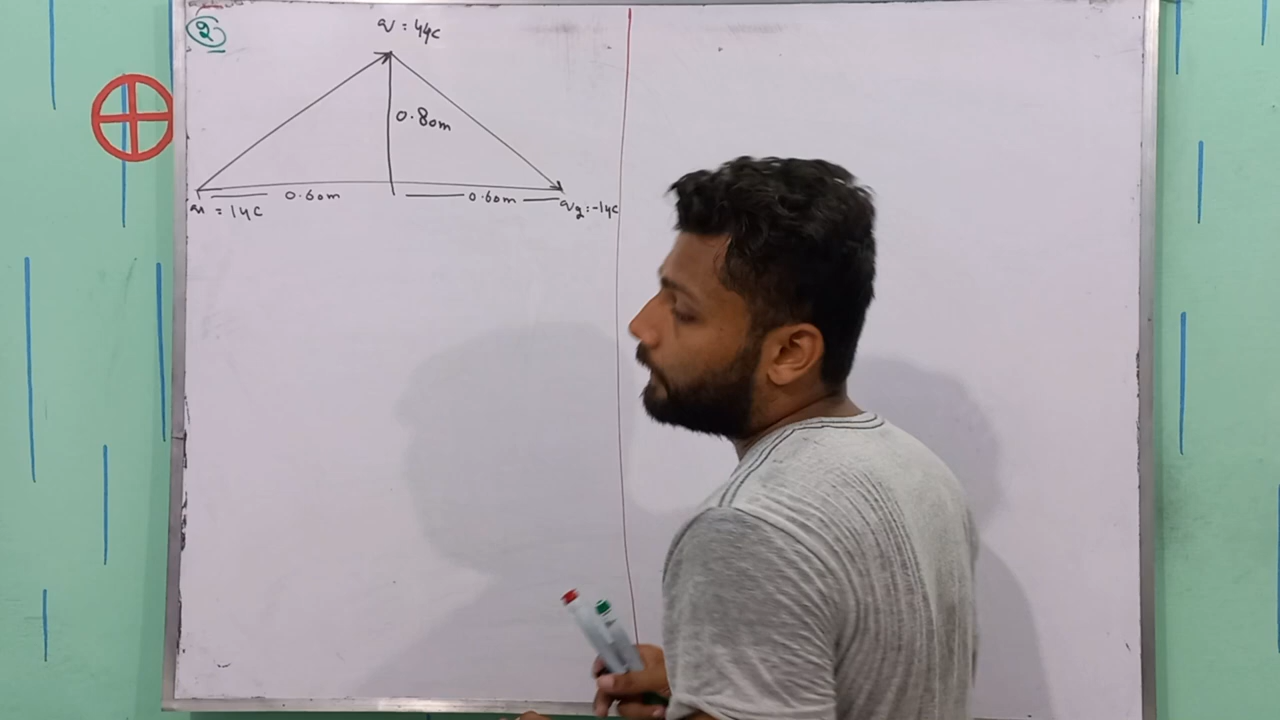 2
q = 4μc
0.80m
0.60m
0.60m
q1 = 1μc
q2 = -1μc